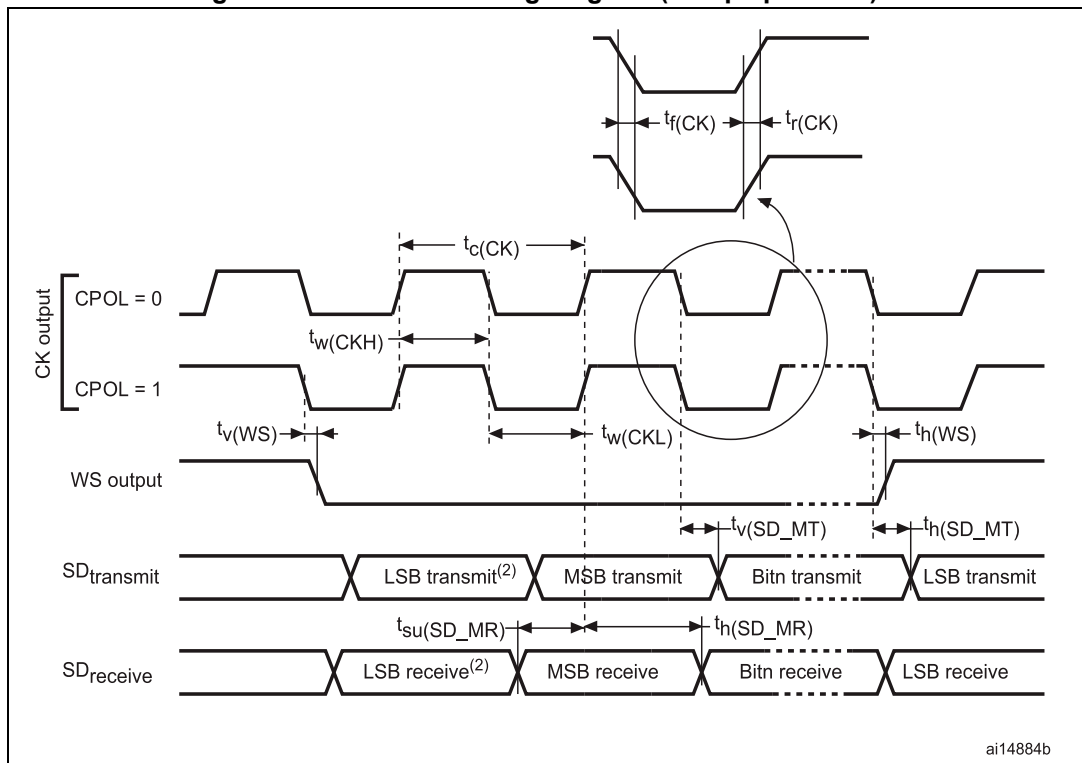 tf(CK)
tr(CK)
tc(CK)
CK output
CPOL = 0
tw(CKH)
CPOL = 1
tv(WS)
tw(CKL)
th(WS)
WS output
tv(SD_MT)
th(SD_MT)
SDtransmit
LSB transmit(2)
MSB transmit
Bitn transmit
LSB transmit
tsu(SD_MR)
th(SD_MR)
SDreceive
LSB receive(2)
MSB receive
Bitn receive
LSB receive
ai14884b